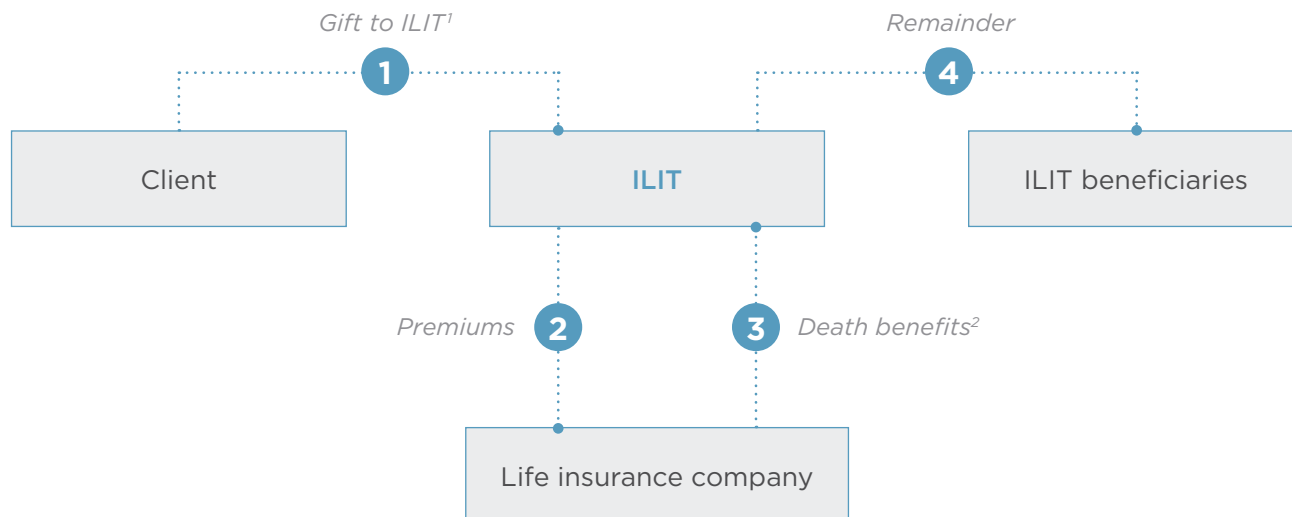 Gift to ILIT¹
Remainder
1
4
Client
ILIT
ILIT beneficiaries
Premiums
2
3
Death benefits²
Life insurance company